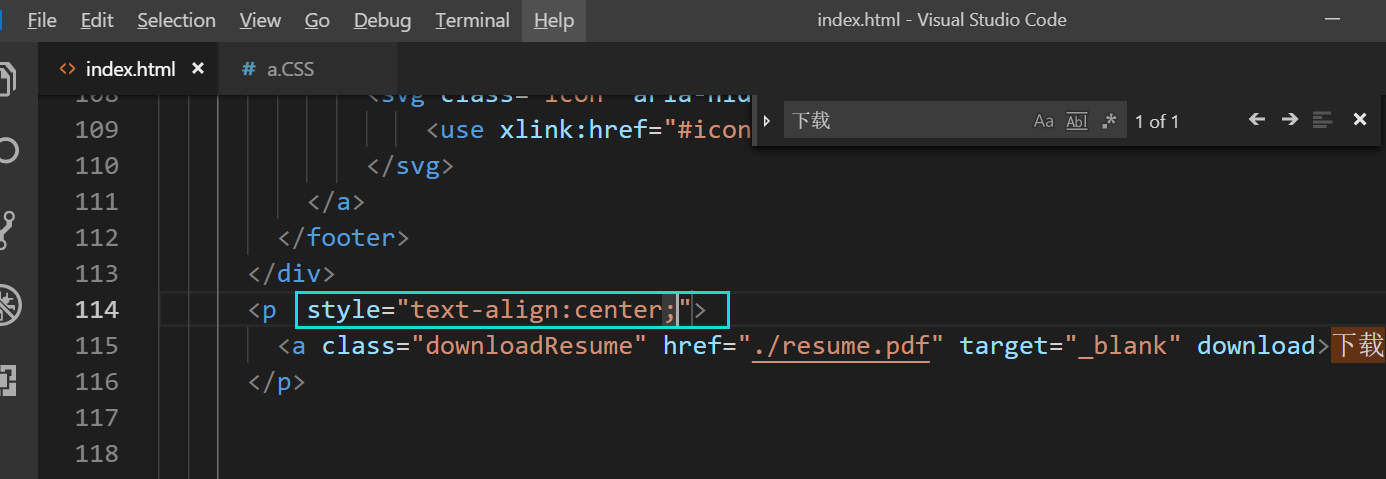 File Edit Selection View Go Debug Terminal Help index.html - Visual Studio Code
index.html a.CSS
108 <svg class="icon" aria-hid
下载 Aa Abl .* 1 of 1
109 <use xlink:href="#icon
110 </svg>
111 </a>
112 </footer>
113 </div>
114 <p style="text-align:center;">
115 <a class="downloadResume" href="./resume.pdf" target="_blank" download>下载
116 </p>
117
118